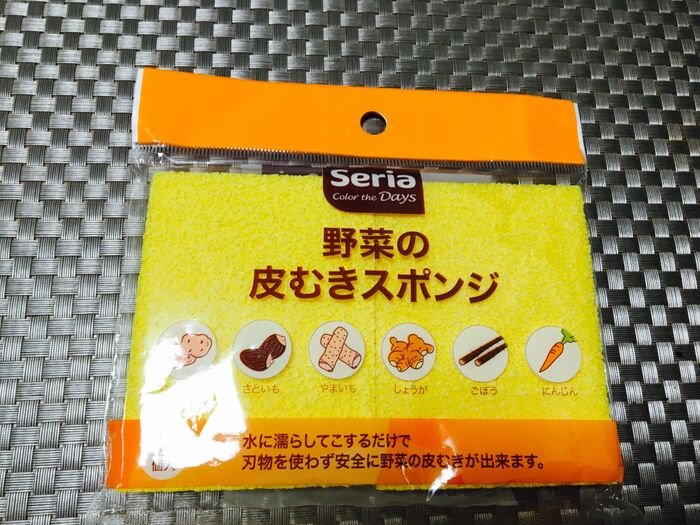 Seria
Color the Days
野菜の
皮むきスポンジ
さといも
やまいも
しょうが
ごぼう
にんじん
水に濡らしてこするだけで
刃物を使わず安全に野菜の皮むきが出来ます。